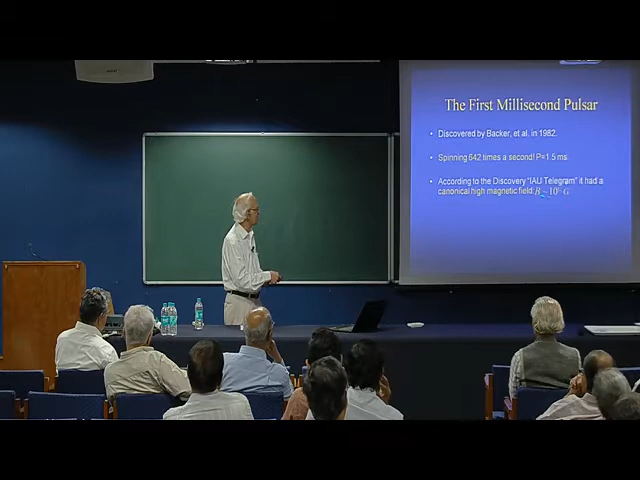 The First Millisecond Pulsar
• Discovered by Backer, et al. in 1982.
• Spinning 642 times a second! P=1.5 ms
• According to the Discovery "IAU Telegram" it had a
canonical high magnetic field: B ~ 10 G